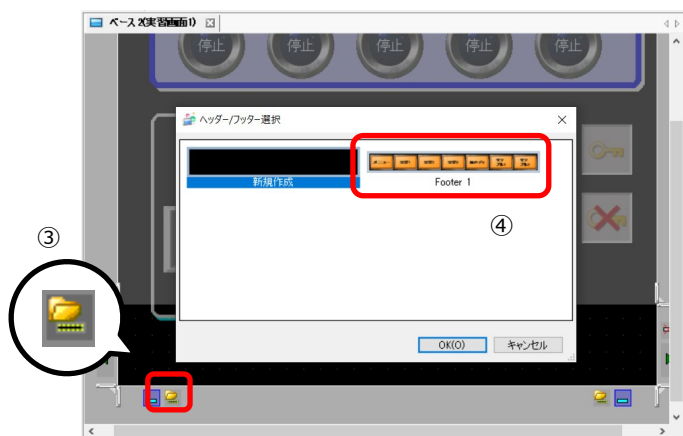 ベース 2(実習画面1)
停止 停止 停止 停止 停止
ヘッダー/フッター選択
新規作成
Footer 1
③
④
OK(O)
キャンセル